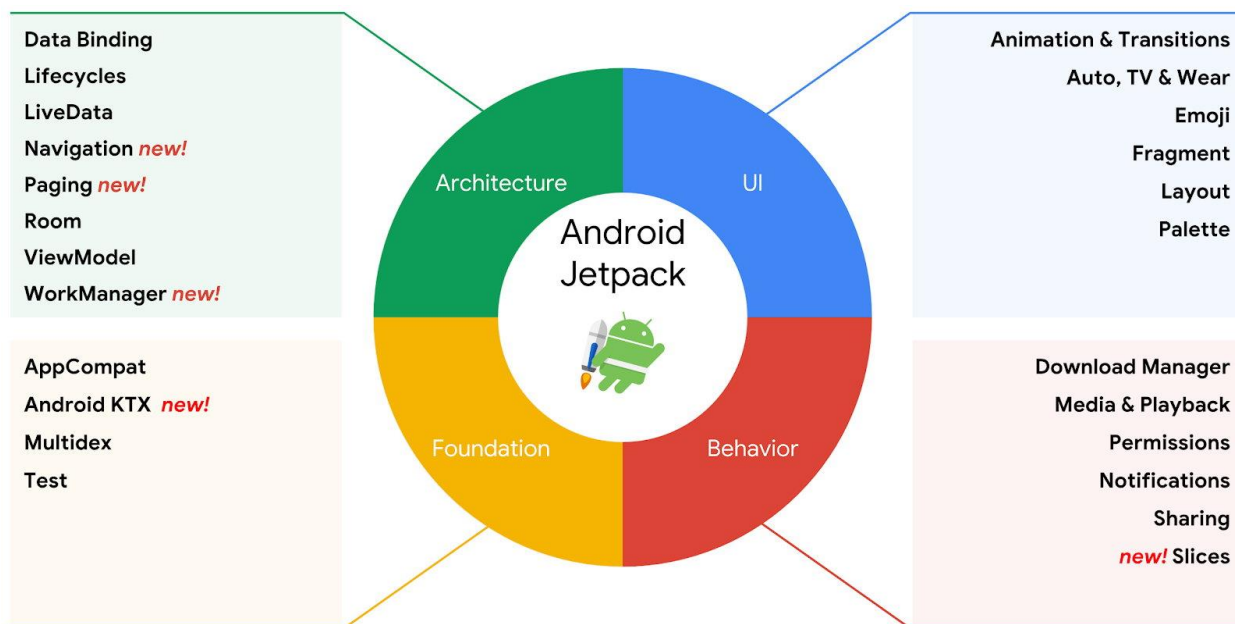 Data Binding
Lifecycles
LiveData
Navigation new!
Paging new!
Room
ViewModel
WorkManager new!
Animation & Transitions
Auto, TV & Wear
Emoji
Fragment
Layout
Palette
Architecture
UI
Android
Jetpack
Foundation
Behavior
AppCompat
Android KTX new!
Multidex
Test
Download Manager
Media & Playback
Permissions
Notifications
Sharing
new! Slices